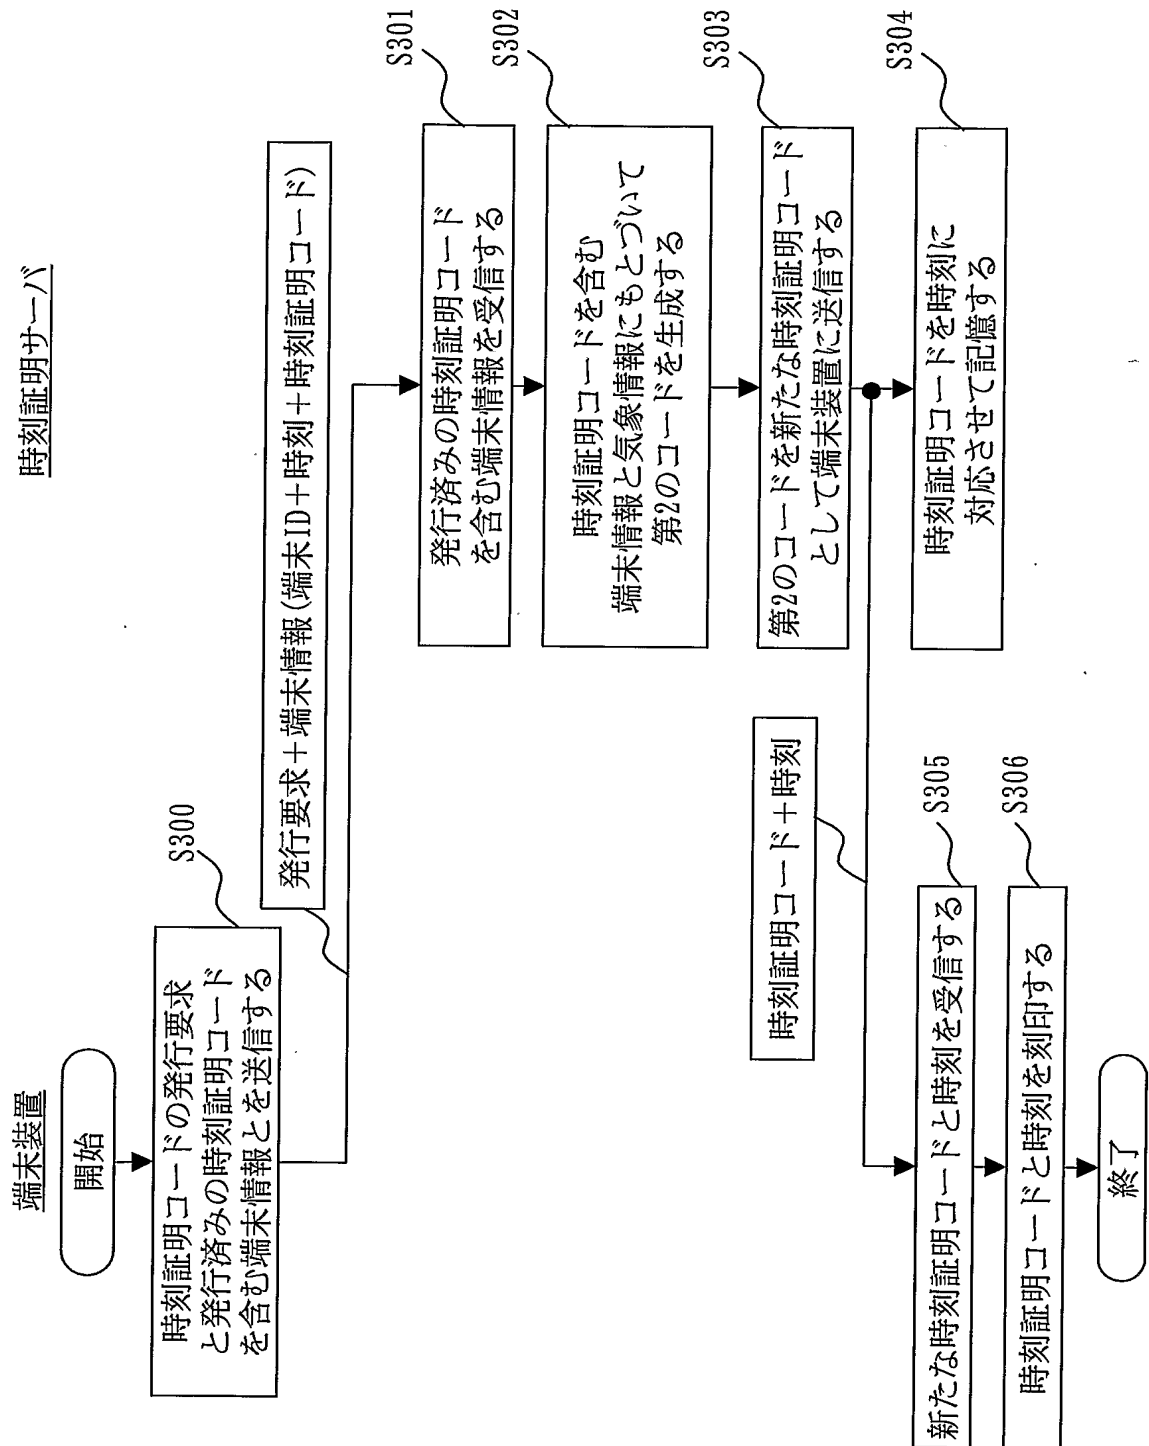 端末装置
時刻証明サーバ
開始
時刻証明コードの発行要求
と発行済みの時刻証明コード
を含む端末情報とを送信する
S300
発行要求＋端末情報(端末ID＋時刻＋時刻証明コード)
発行済みの時刻証明コード
を含む端末情報を受信する
S301
時刻証明コードを含む
端末情報と気象情報にもとづいて
第2のコードを生成する
S302
第2のコードを新たな時刻証明コード
として端末装置に送信する
S303
時刻証明コード＋時刻
時刻証明コードを時刻に
対応させて記憶する
S304
新たな時刻証明コードと時刻を受信する
S305
時刻証明コードと時刻を刻印する
S306
終了